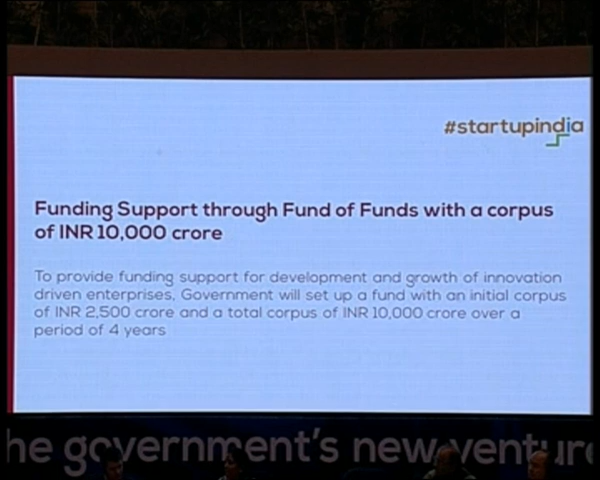 #startupindia
Funding Support through Fund of Funds with a corpus
of INR 10,000 crore
To provide funding support for development and growth of innovation
driven enterprises, Government will set up a fund with an initial corpus
of INR 2,500 crore and a total corpus of INR 10,000 crore over a
period of 4 years
he government's new venture